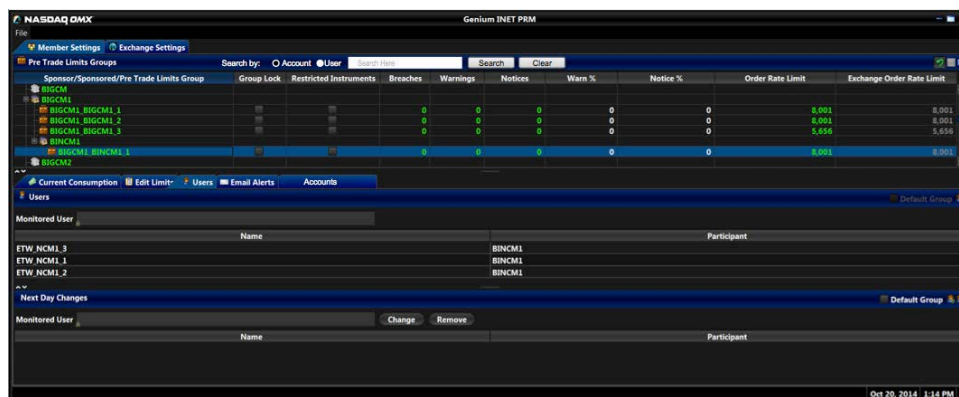 NASDAQ OMX Genium INET PRM
File
Member Settings Exchange Settings
Pre Trade Limits Groups Search by: Account User Search Here Search Clear
Sponsor/Sponsored/Pre Trade Limits Group Group Lock Restricted Instruments Breaches Warnings Notices Warn % Notice % Order Rate Limit Exchange Order Rate Limit
BIGCM
BIGCM1
BIGCM1_BIGCM1_1 0 0 0 0 0 8,001 8,001
BIGCM1_BIGCM1_2 0 0 0 0 0 8,001 8,001
BIGCM1_BIGCM1_3 0 0 0 0 0 5,656 5,656
BINCM1
BIGCM1_BINCM1_1 0 0 0 0 0 8,001 8,001
BIGCM2
Current Consumption Edit Limit Users Email Alerts Accounts
Users Default Group
Monitored User
Name Participant
ETW_NCM1_3 BINCM1
ETW_NCM1_1 BINCM1
ETW_NCM1_2 BINCM1
Next Day Changes Default Group
Monitored User Change Remove
Name Participant
Oct 20, 2014 1:14 PM